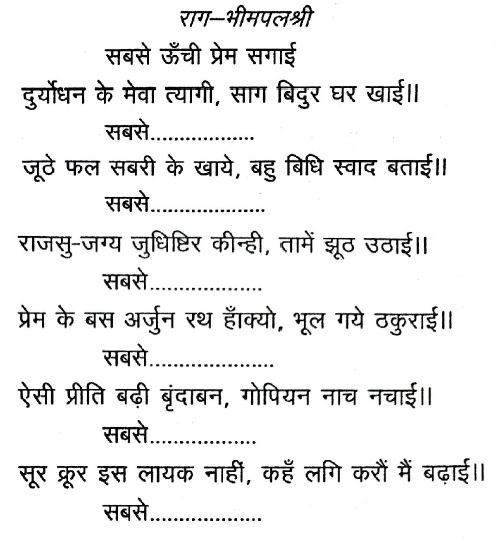 राग–भीमपलश्री
सबसे ऊँची प्रेम सगाई
दुर्योधन के मेवा त्यागी, साग बिदुर घर खाई॥
सबसे...................
जूठे फल सबरी के खाये, बहु बिधि स्वाद बताई॥
सबसे.....................
राजसु-जग्य जुधिष्टिर कीन्ही, तामें झूठ उठाई॥
सबसे....................
प्रेम के बस अर्जुन रथ हाँक्यो, भूल गये ठकुराई॥
सबसे......................
ऐसी प्रीति बढ़ी बृंदाबन, गोपियन नाच नचाई॥
सबसे...................
सूर क्रूर इस लायक नाहीं, कहँ लगि करौं मैं बढ़ाई॥
सबसे....................